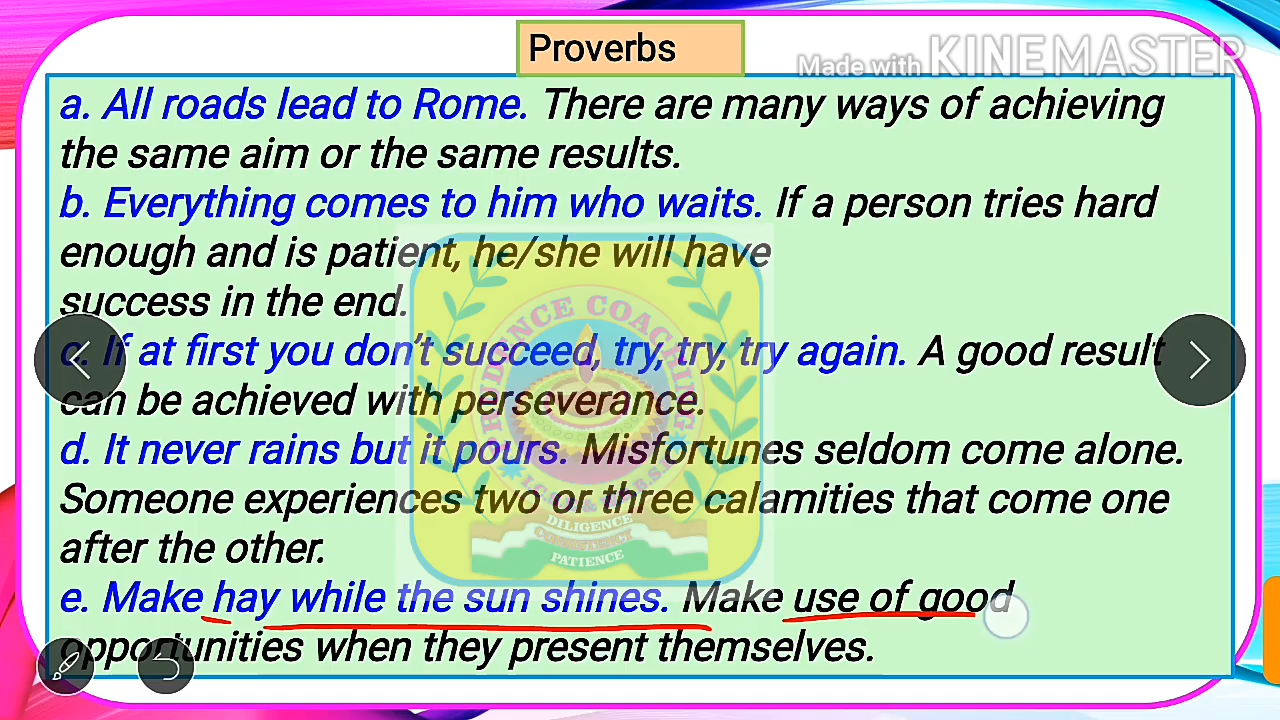 Proverbs
Made with KINEMASTER
a. All roads lead to Rome. There are many ways of achieving
the same aim or the same results.
b. Everything comes to him who waits. If a person tries hard
enough and is patient, he/she will have
success in the end.
c. If at first you don't succeed, try, try, try again. A good result
can be achieved with perseverance.
d. It never rains but it pours. Misfortunes seldom come alone.
Someone experiences two or three calamities that come one
after the other.
e. Make hay while the sun shines. Make use of good
opportunities when they present themselves.
COACHING
DILIGENCE
CONSISTENCY
PATIENCE